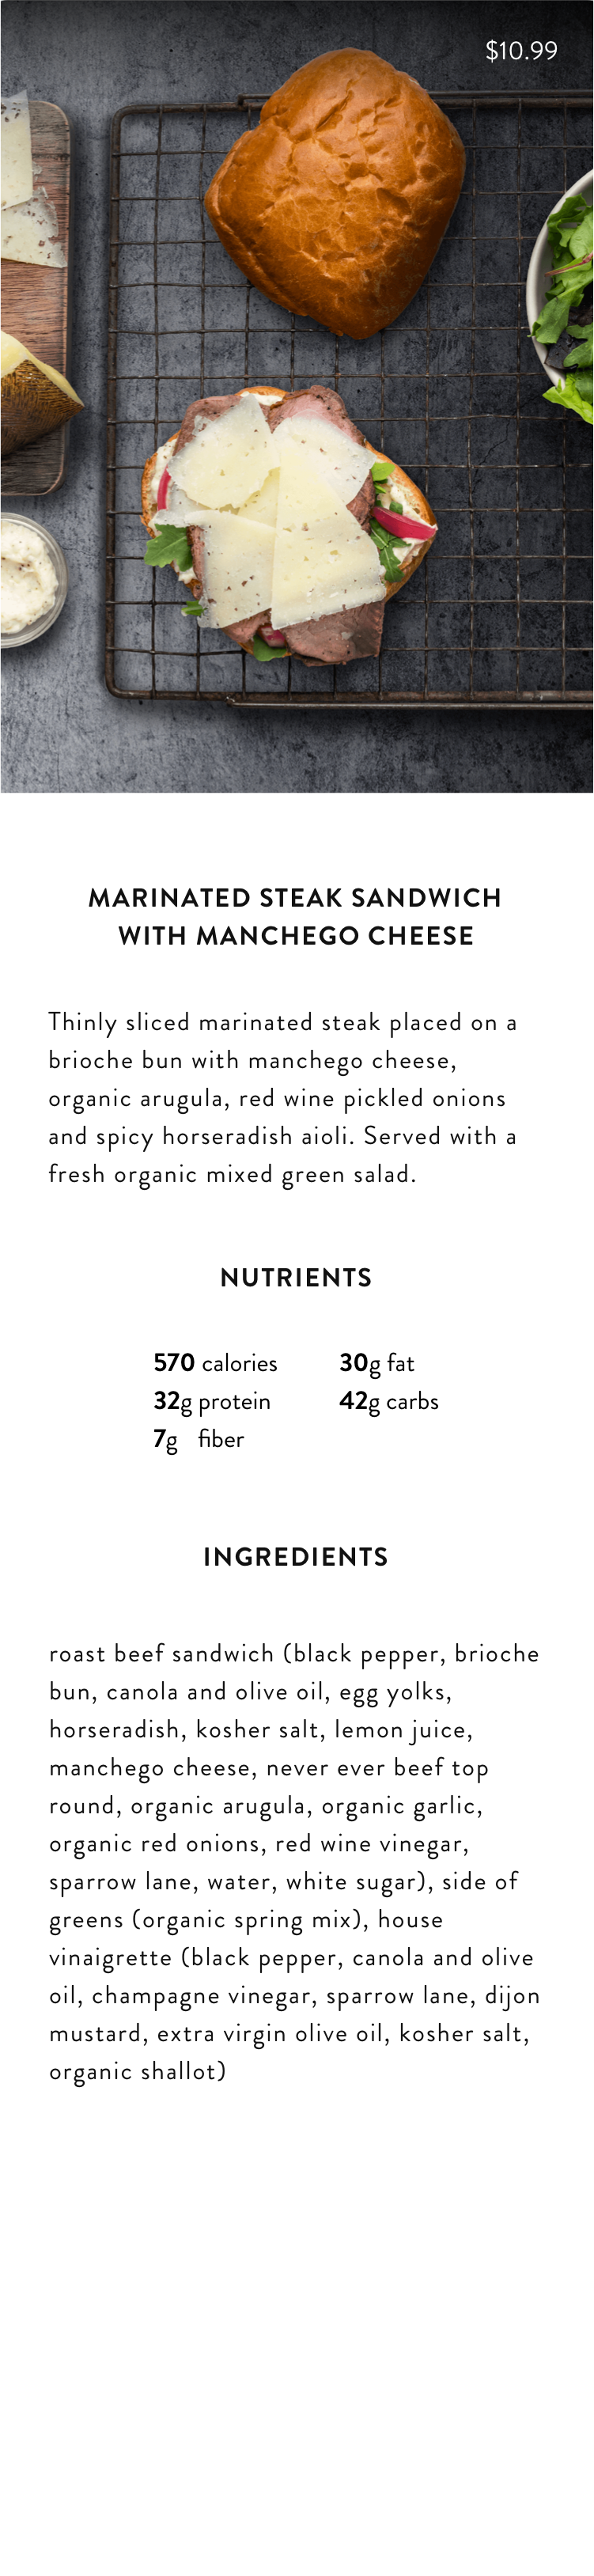 $10.99
MARINATED STEAK SANDWICH
WITH MANCHEGO CHEESE
Thinly sliced marinated steak placed on a
brioche bun with manchego cheese,
organic arugula, red wine pickled onions
and spicy horseradish aioli. Served with a
fresh organic mixed green salad.
NUTRIENTS
570 calories 30g fat
32g protein 42g carbs
7g fiber
INGREDIENTS
roast beef sandwich (black pepper, brioche
bun, canola and olive oil, egg yolks,
horseradish, kosher salt, lemon juice,
manchego cheese, never ever beef top
round, organic arugula, organic garlic,
organic red onions, red wine vinegar,
sparrow lane, water, white sugar), side of
greens (organic spring mix), house
vinaigrette (black pepper, canola and olive
oil, champagne vinegar, sparrow lane, dijon
mustard, extra virgin olive oil, kosher salt,
organic shallot)